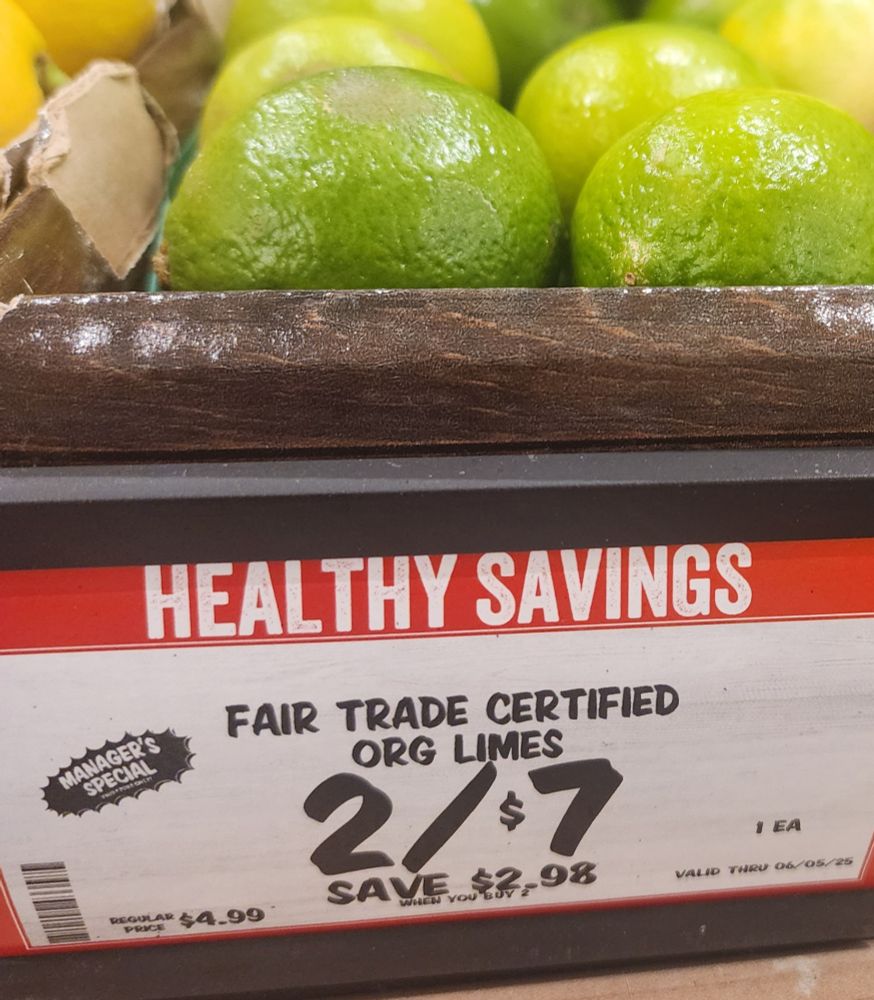 HEALTHY SAVINGS
FAIR TRADE CERTIFIED
ORG LIMES
MANAGER'S
SPECIAL
2/$7
1 EA
SAVE $2.98
WHEN YOU BUY 2
VALID THRU 06/05/25
REGULAR
PRICE
$4.99